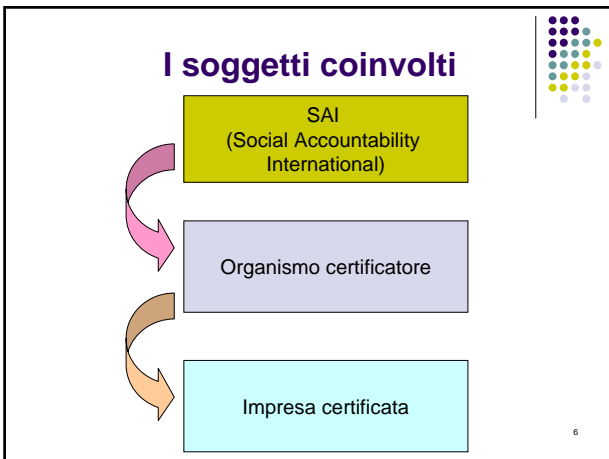 I soggetti coinvolti
SAI
(Social Accountability
International)
Organismo certificatore
Impresa certificata
6